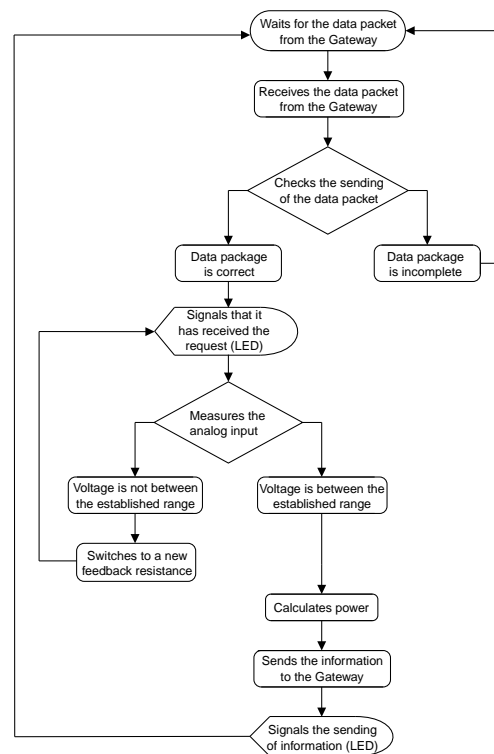 Waits for the data packet
from the Gateway
Receives the data packet
from the Gateway
Checks the sending
of the data packet
Data package
is correct
Data package
is incomplete
Signals that it
has received the
request (LED)
Measures the
analog input
Voltage is not between
the established range
Voltage is between the
established range
Switches to a new
feedback resistance
Calculates power
Sends the information
to the Gateway
Signals the sending
of information (LED)